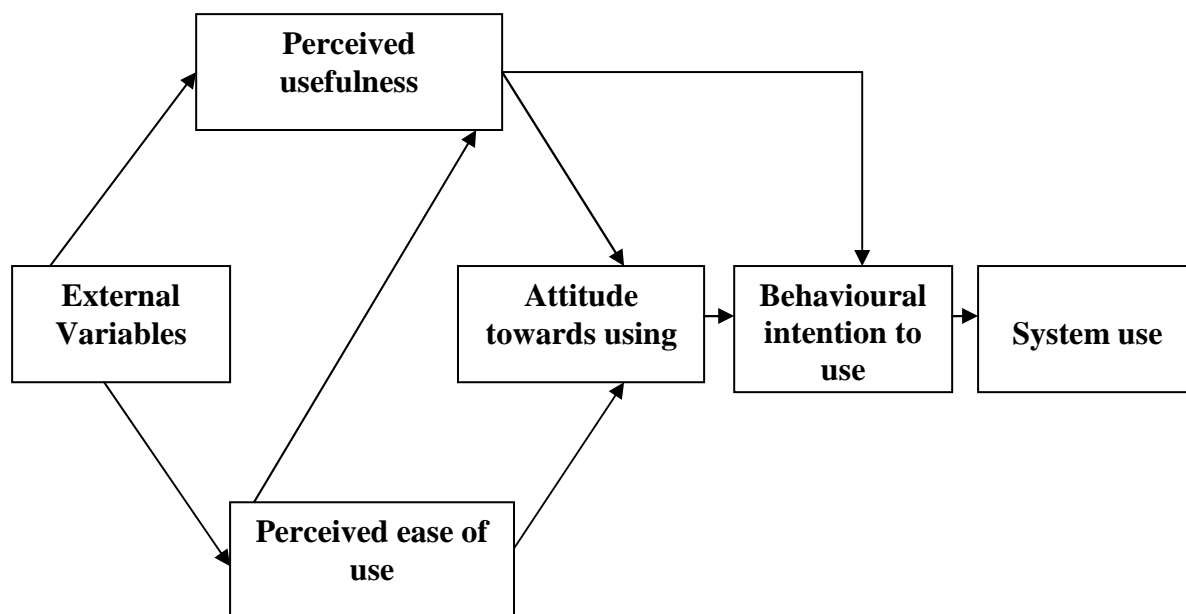 Perceived
usefulness
External
Variables
Attitude
towards using
Behavioural
intention to
use
System use
Perceived ease of
use